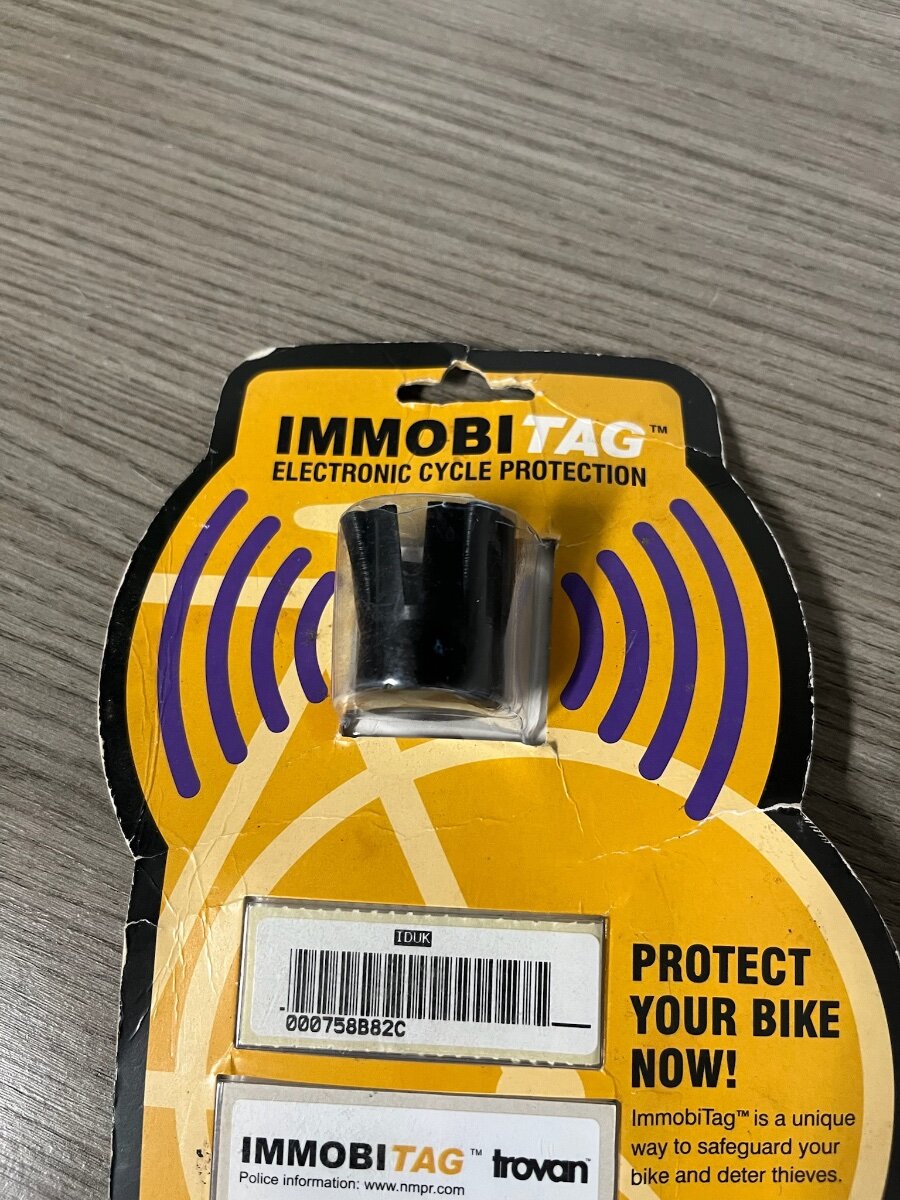 IMMOBITAG™
ELECTRONIC CYCLE PROTECTION
IDUK
000758B82C
PROTECT
YOUR BIKE
NOW!
ImmobiTag™ is a unique
way to safeguard your
bike and deter thieves.
IMMOBITAG™ trovan™
Police information: www.nmpr.com